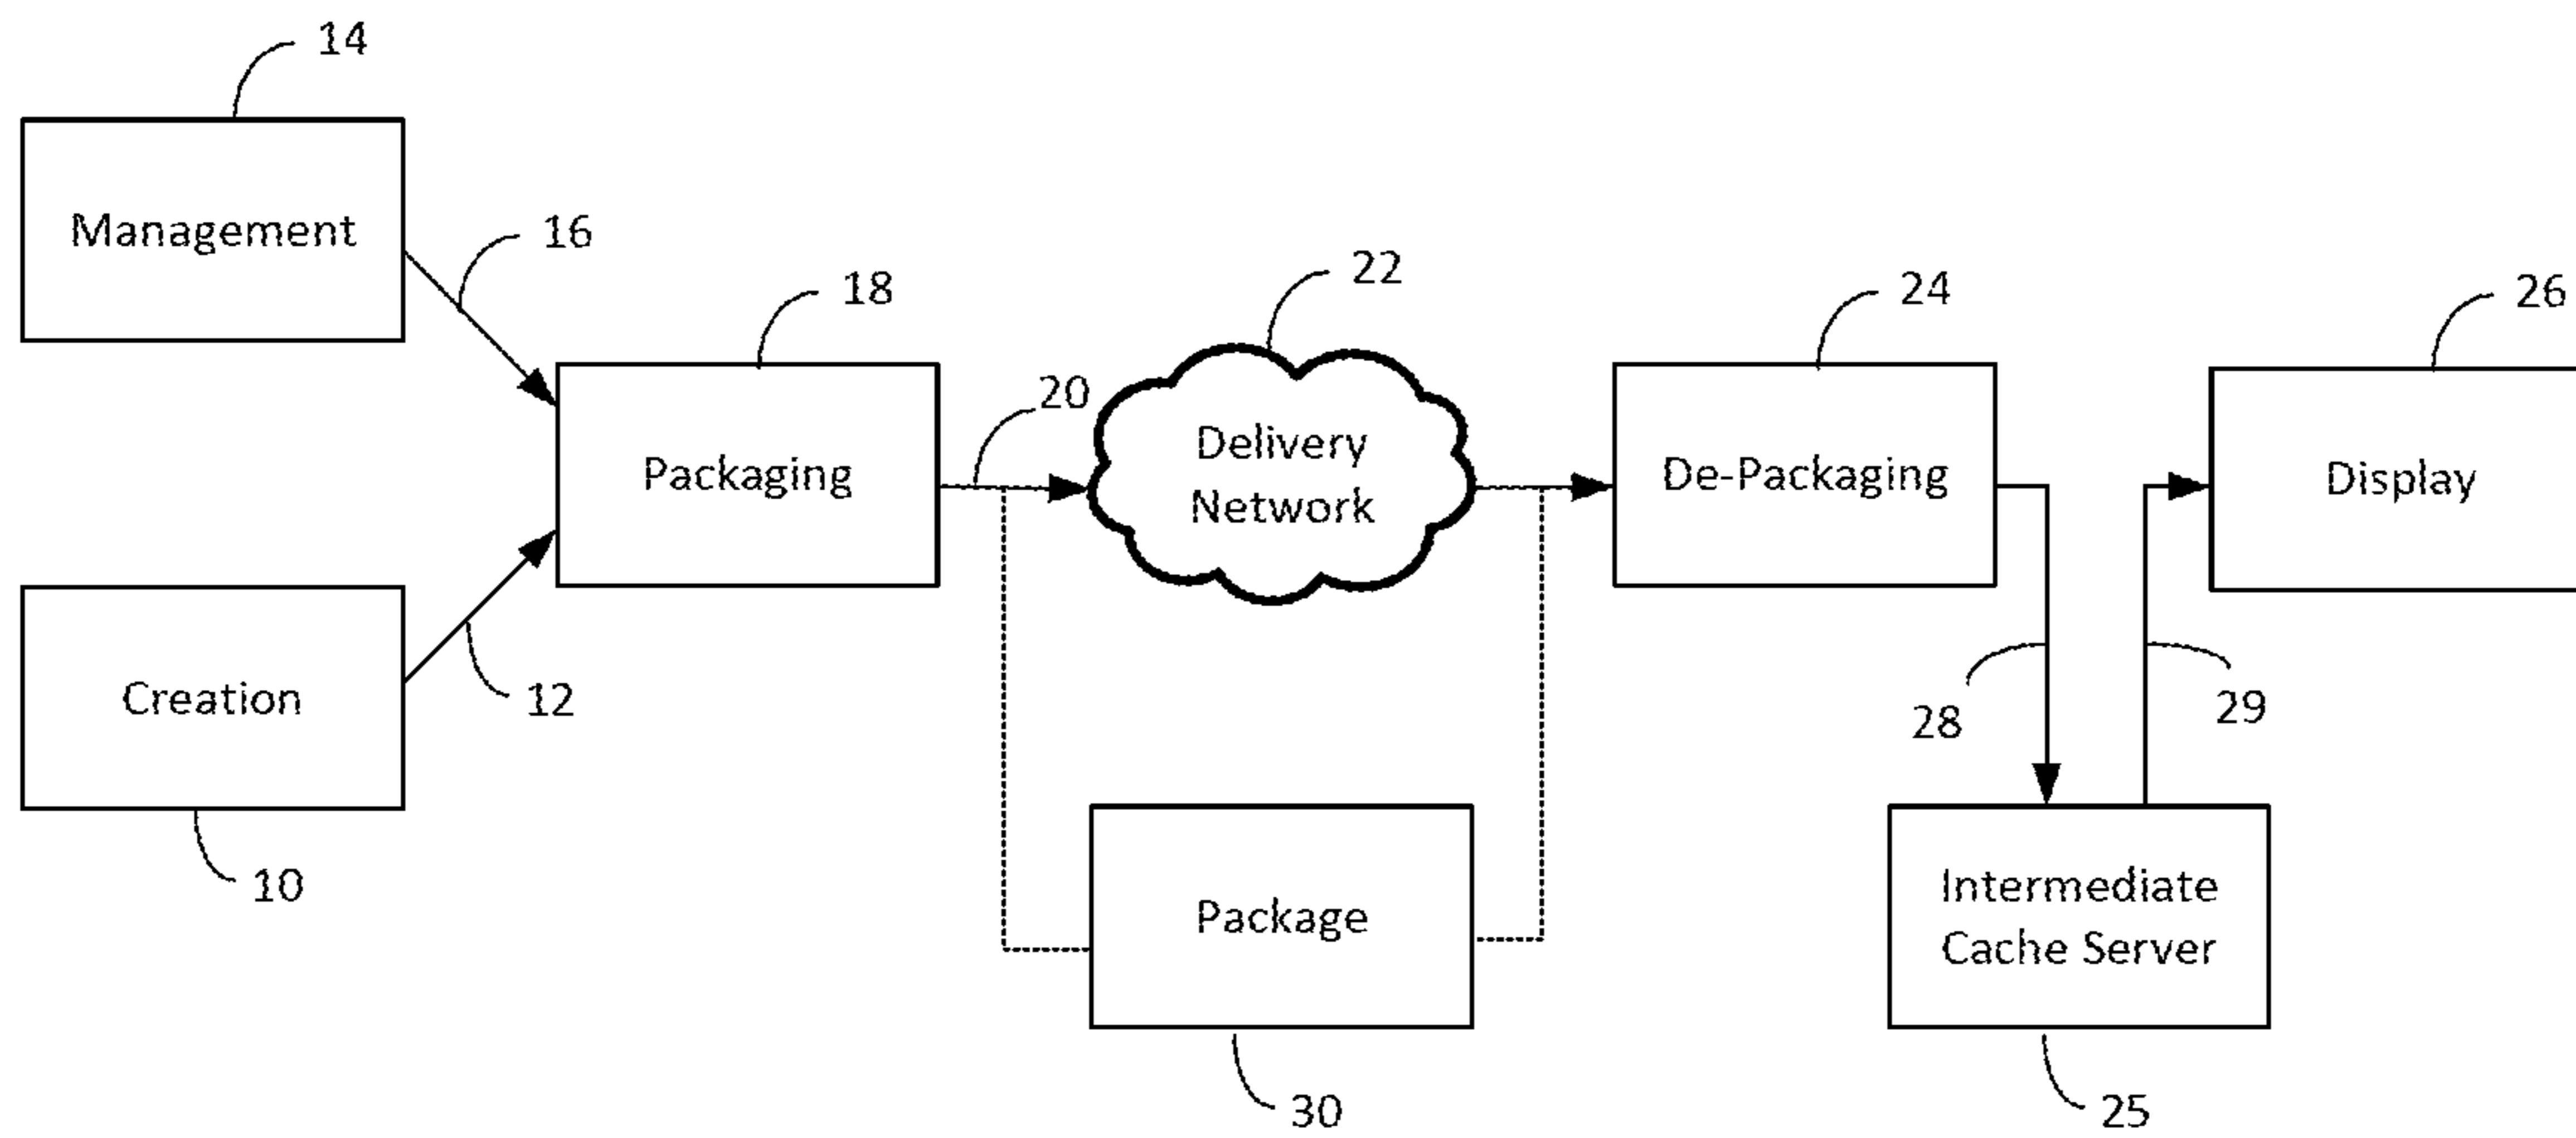 14
Management
16
18
22
24
26
20
Packaging
Delivery
Network
De-Packaging
Display
Creation
12
28
29
10
Package
Intermediate
Cache Server
30
25